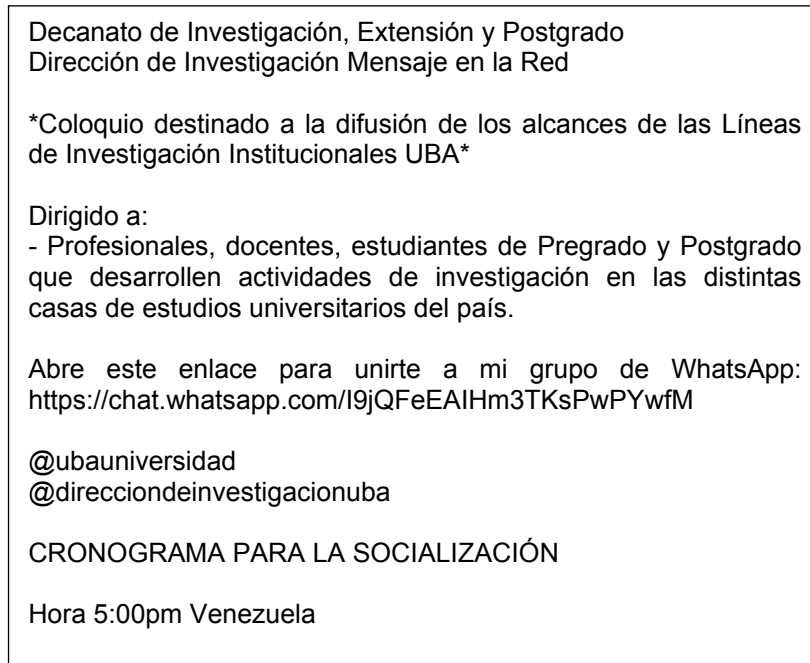 Decanato de Investigación, Extensión y Postgrado
Dirección de Investigación Mensaje en la Red
*Coloquio destinado a la difusión de los alcances de las Líneas
de Investigación Institucionales UBA*
Dirigido a:
- Profesionales, docentes, estudiantes de Pregrado y Postgrado
que desarrollen actividades de investigación en las distintas
casas de estudios universitarios del país.
Abre este enlace para unirte a mi grupo de WhatsApp:
https://chat.whatsapp.com/I9jQFeEAIHm3TKsPwPYwfM
@ubauniversidad
@direcciondeinvestigacionuba
CRONOGRAMA PARA LA SOCIALIZACIÓN
Hora 5:00pm Venezuela